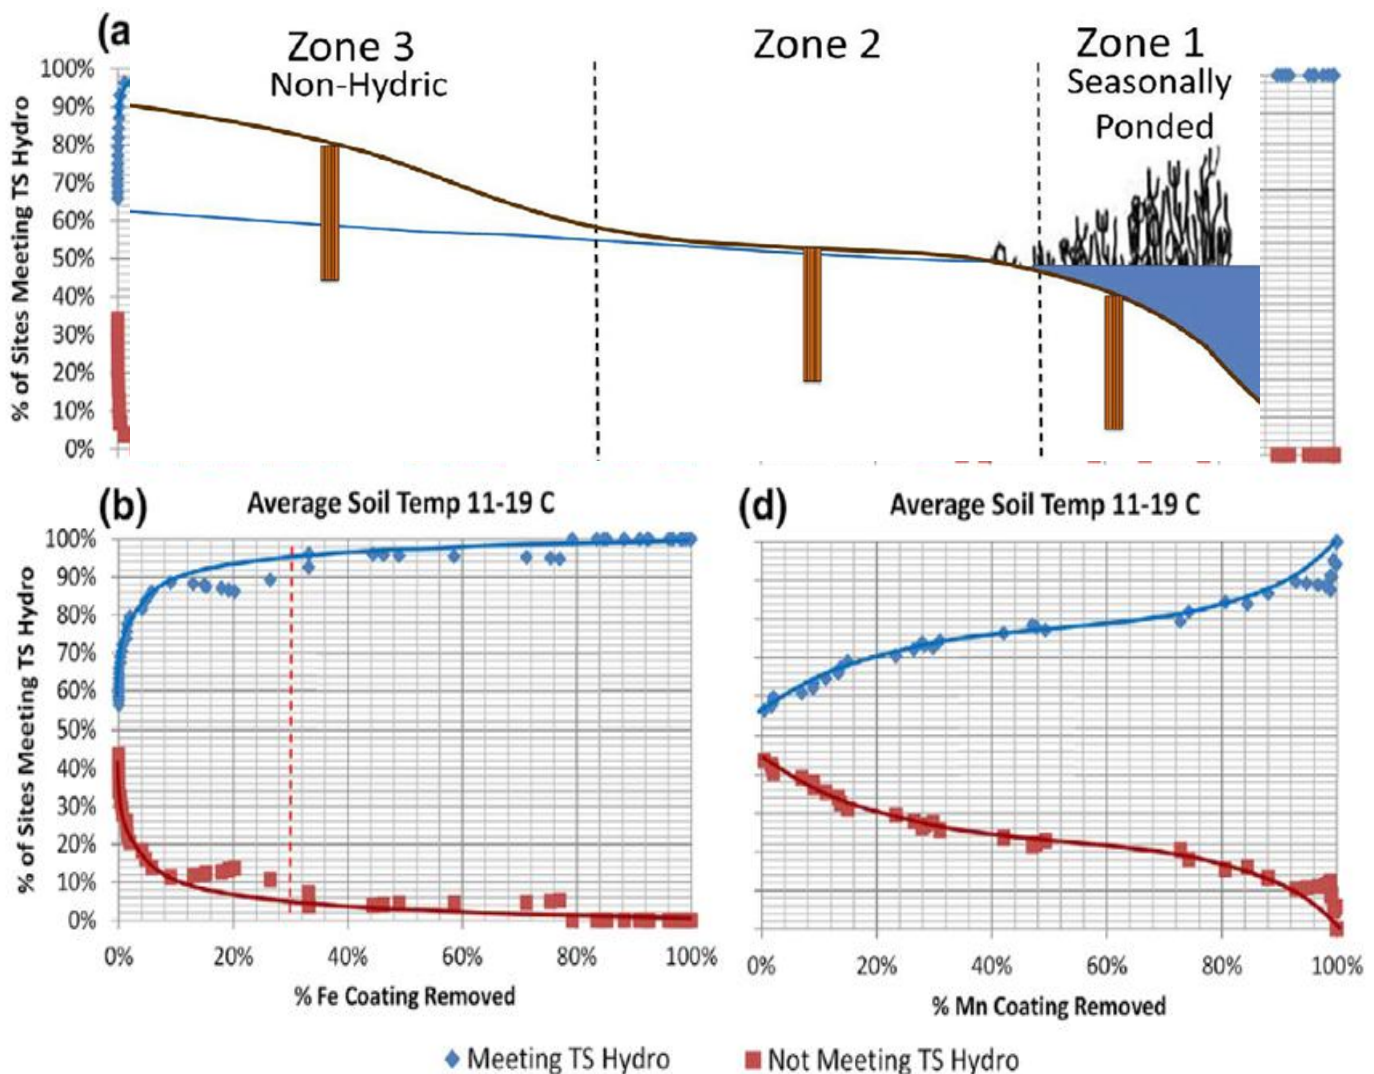 (a
Zone 3
Non-Hydric
Zone 2
Zone 1
Seasonally
Ponded
% of Sites Meeting TS Hydro
100%
90%
80%
70%
60%
50%
40%
30%
20%
10%
0%
(b)
Average Soil Temp 11-19 C
% of Sites Meeting TS Hydro
100%
90%
80%
70%
60%
50%
40%
30%
20%
10%
0%
0% 20% 40% 60% 80% 100%
% Fe Coating Removed
(d)
Average Soil Temp 11-19 C
0% 20% 40% 60% 80% 100%
% Mn Coating Removed
Meeting TS Hydro
Not Meeting TS Hydro